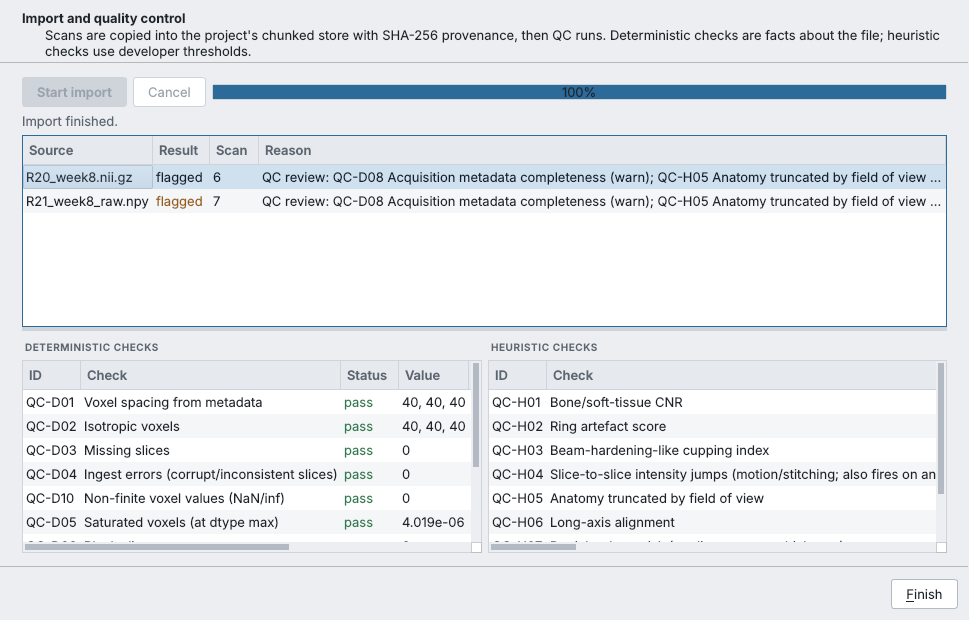 Import and quality control
Scans are copied into the project's chunked store with SHA-256 provenance, then QC runs. Deterministic checks are facts about the file; heuristic
checks use developer thresholds.
Start import Cancel 100%
Import finished.
Source Result Scan Reason
R20_week8.nii.gz flagged 6 QC review: QC-D08 Acquisition metadata completeness (warn); QC-H05 Anatomy truncated by field of view ...
R21_week8_raw.npy flagged 7 QC review: QC-D08 Acquisition metadata completeness (warn); QC-H05 Anatomy truncated by field of view ...
DETERMINISTIC CHECKS
ID Check Status Value
QC-D01 Voxel spacing from metadata pass 40, 40, 40
QC-D02 Isotropic voxels pass 40, 40, 40
QC-D03 Missing slices pass 0
QC-D04 Ingest errors (corrupt/inconsistent slices) pass 0
QC-D10 Non-finite voxel values (NaN/inf) pass 0
QC-D05 Saturated voxels (at dtype max) pass 4.019e-06
HEURISTIC CHECKS
ID Check
QC-H01 Bone/soft-tissue CNR
QC-H02 Ring artefact score
QC-H03 Beam-hardening-like cupping index
QC-H04 Slice-to-slice intensity jumps (motion/stitching; also fires on an
QC-H05 Anatomy truncated by field of view
QC-H06 Long-axis alignment
Finish